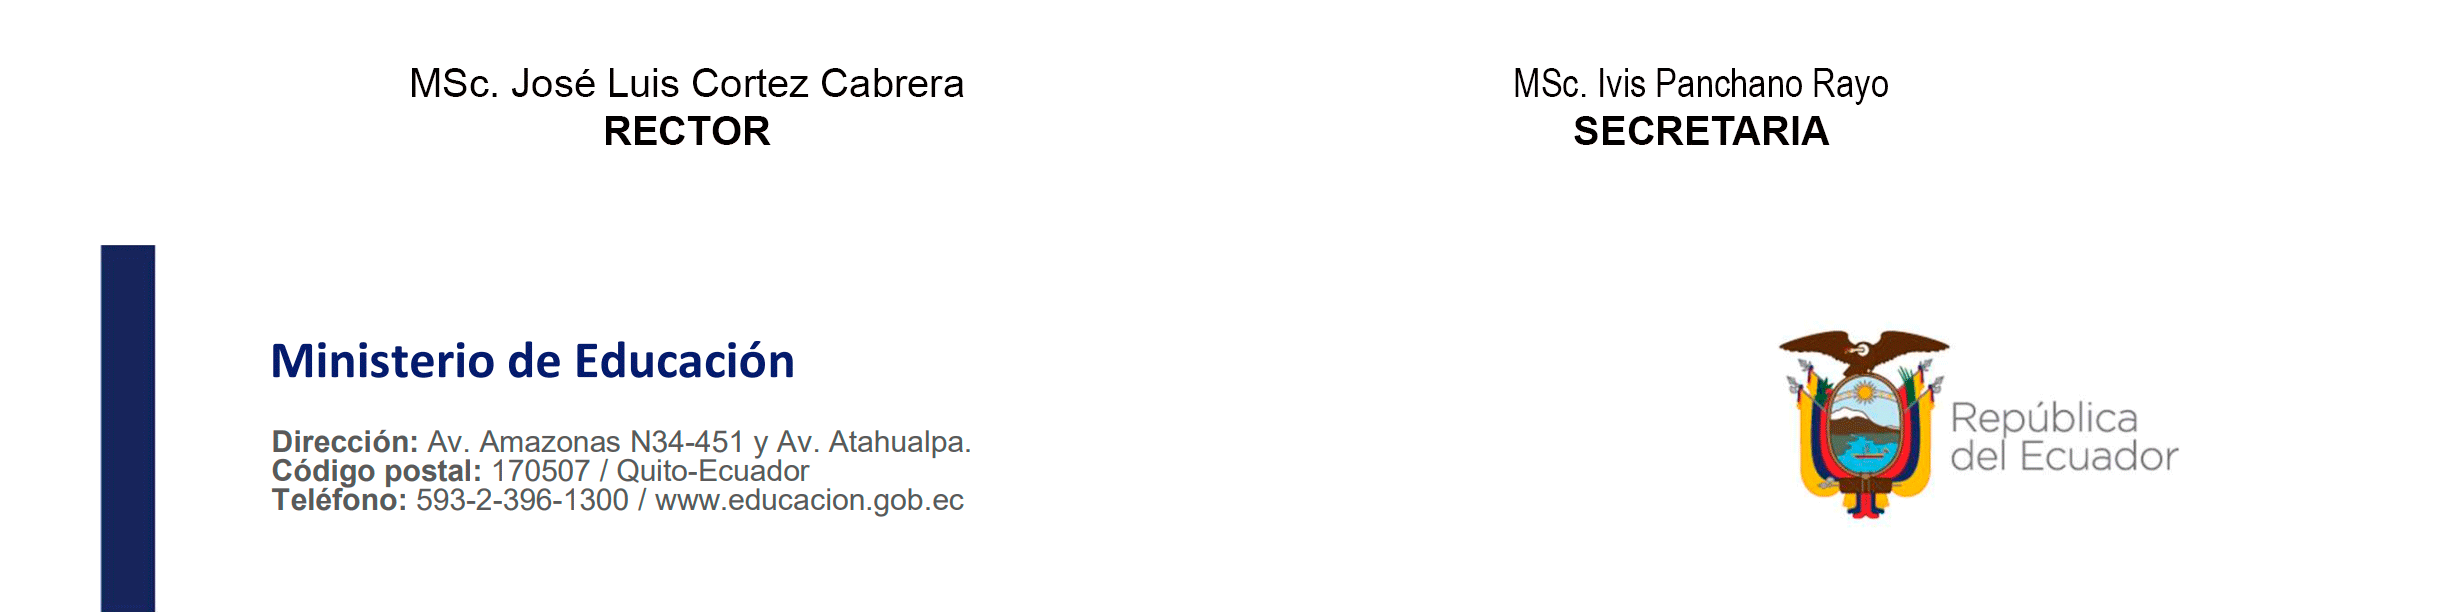 MSc. José Luis Cortez Cabrera
RECTOR
MSc. Ivis Panchano Rayo
SECRETARIA
Ministerio de Educación
Dirección: Av. Amazonas N34-451 y Av. Atahualpa.
Código postal: 170507 / Quito-Ecuador
Teléfono: 593-2-396-1300 / www.educacion.gob.ec
República
del Ecuador